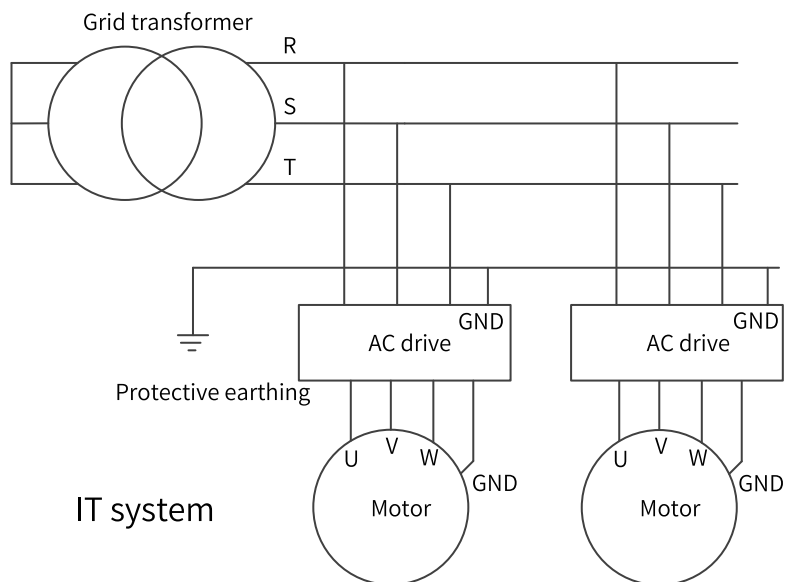 Grid transformer
R
S
T
GND
AC drive
GND
AC drive
Protective earthing
U
V
W
GND
Motor
U
V
W
GND
Motor
IT system